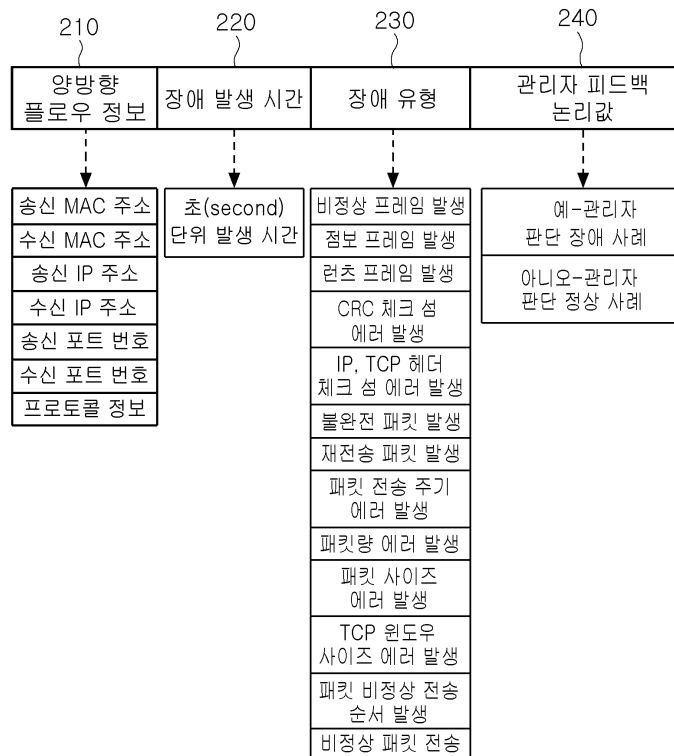 210
220
230
240
양방향
플로우 정보
장애 발생 시간
장애 유형
관리자 피드백
논리값
송신 MAC 주소
수신 MAC 주소
송신 IP 주소
수신 IP 주소
송신 포트 번호
수신 포트 번호
프로토콜 정보
초(second)
단위 발생 시간
비정상 프레임 발생
점보 프레임 발생
런츠 프레임 발생
CRC 체크 섬
에러 발생
IP, TCP 헤더
체크 섬 에러 발생
불완전 패킷 발생
재전송 패킷 발생
패킷 전송 주기
에러 발생
패킷량 에러 발생
패킷 사이즈
에러 발생
TCP 윈도우
사이즈 에러 발생
패킷 비정상 전송
순서 발생
비정상 패킷 전송
예-관리자
판단 장애 사례
아니오-관리자
판단 정상 사례